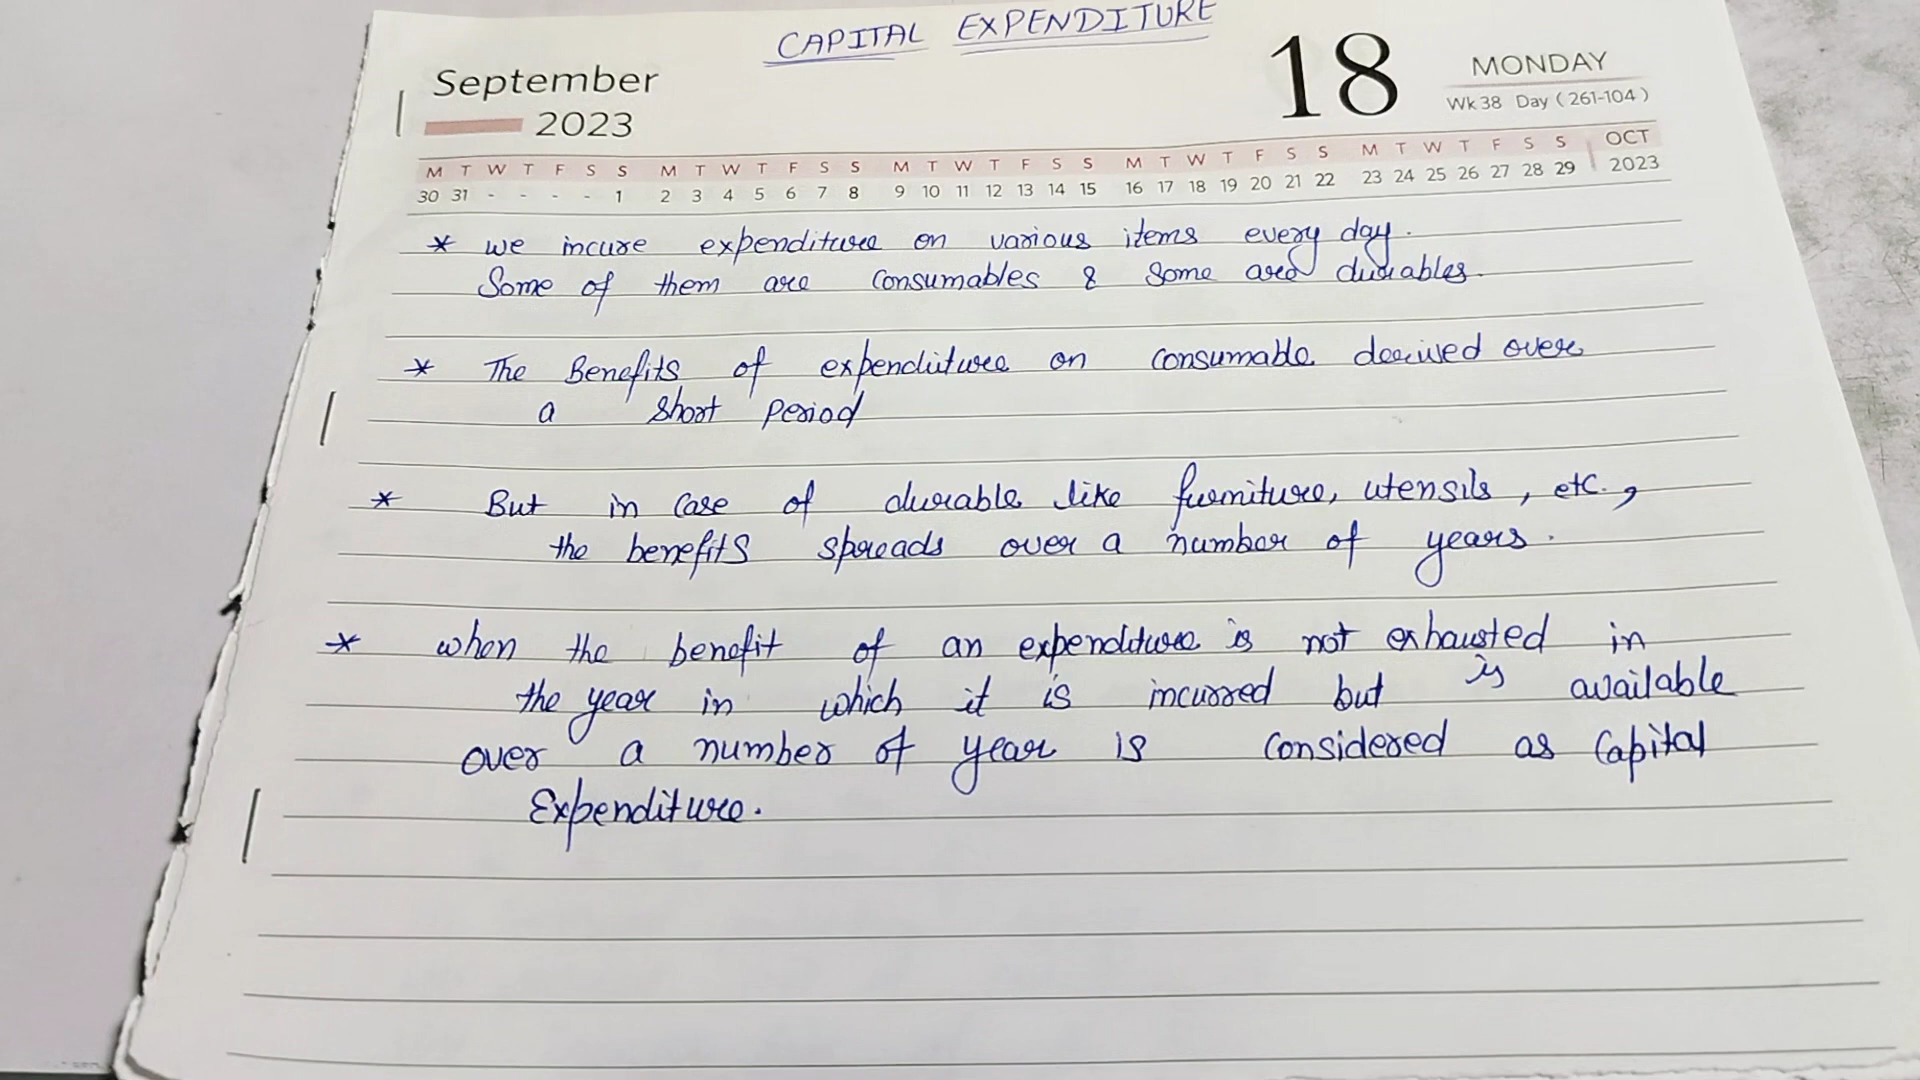 CAPITAL EXPENDITURE
September
2023
18
MONDAY
Wk 38 Day (261-104)
M T W T F S S M T W T F S S M T W T F S S M T W T F S S M T W T F S S OCT
30 31 - - - - 1 2 3 4 5 6 7 8 9 10 11 12 13 14 15 16 17 18 19 20 21 22 23 24 25 26 27 28 29 2023
* we incure expenditure on various items every day.
Some of them are Consumables & Some are durables.
* The Benefits of expenditure on consumable derived over
a short period
* But in case of durable like furniture, utensils, etc.,
the benefits spreads over a number of years.
* when the benefit of an expenditure is not exhausted in
the year in which it is incurred but is available
over a number of year is Considered as Capital
Expenditure.